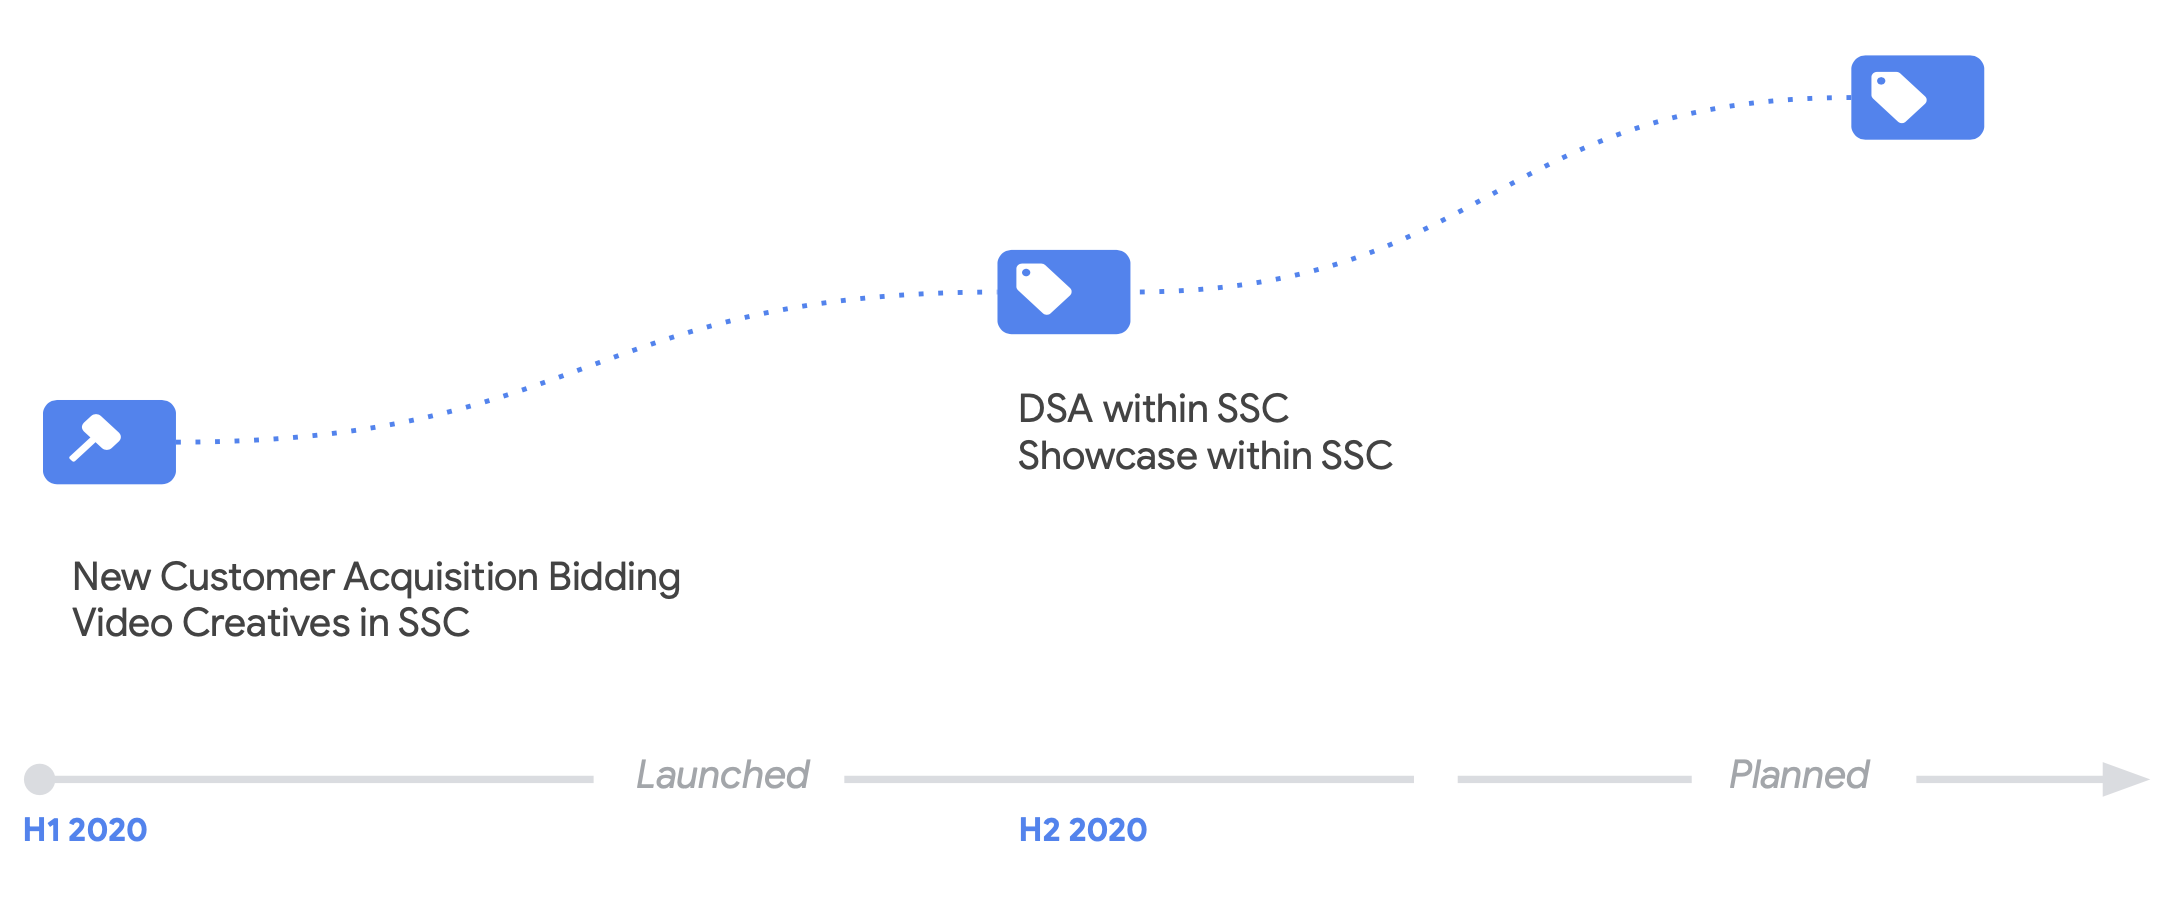 DSA within SSC
Showcase within SSC
New Customer Acquisition Bidding
Video Creatives in SSC
Launched
Planned
H1 2020
H2 2020